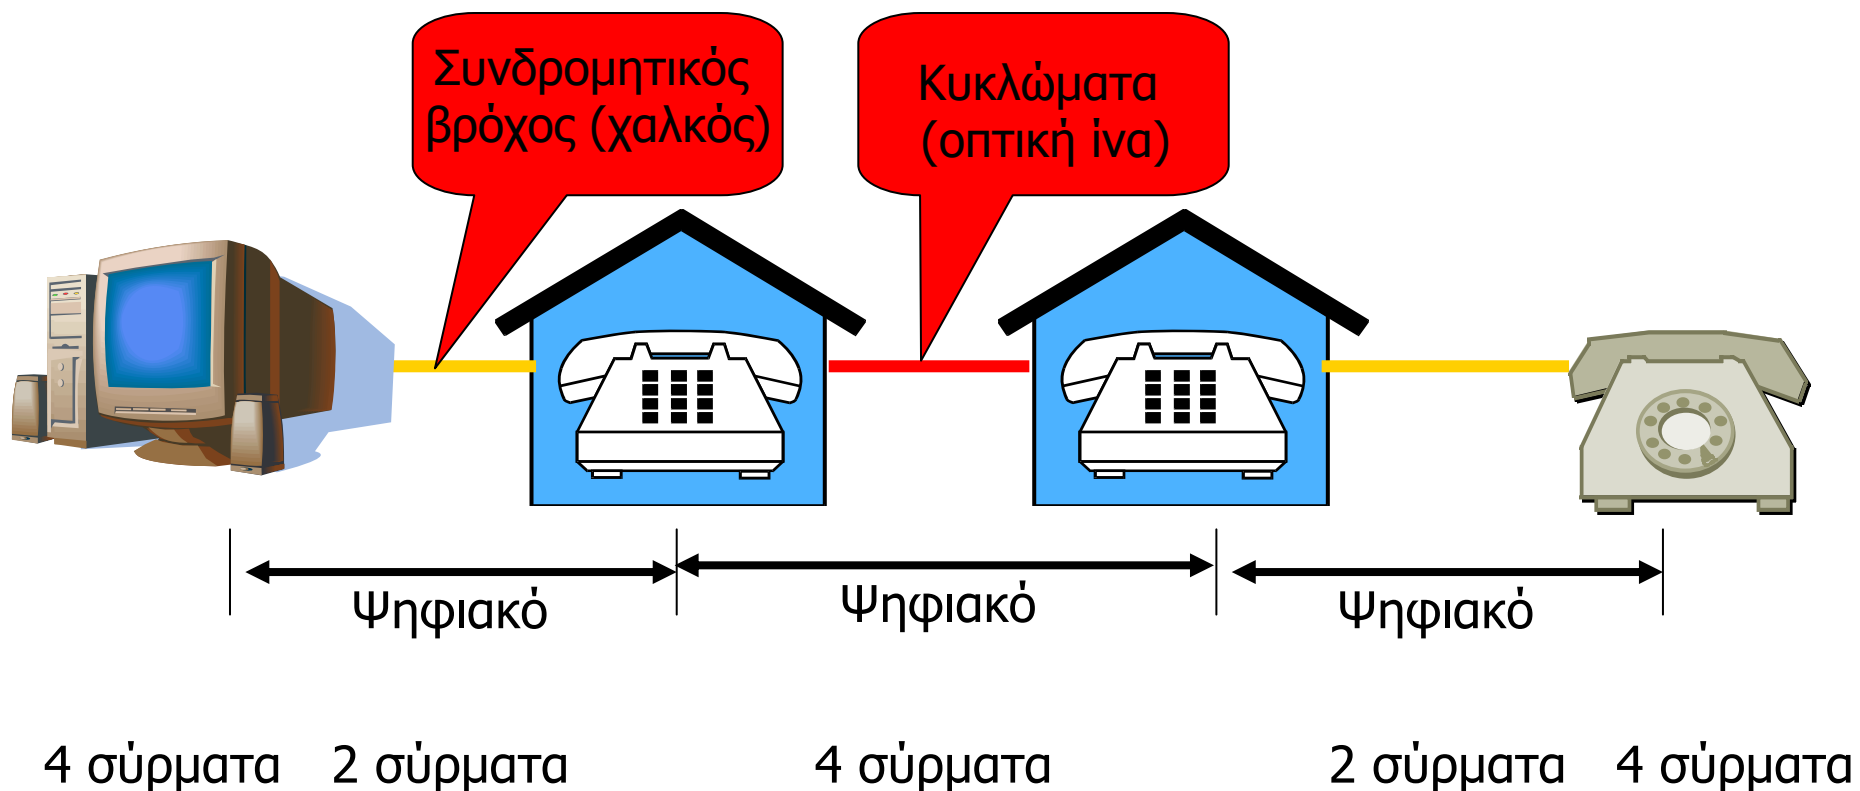 Συνδρομητικός
βρόχος (χαλκός)
Κυκλώματα
(οπτική ίνα)
Ψηφιακό
Ψηφιακό
Ψηφιακό
4 σύρματα
2 σύρματα
4 σύρματα
2 σύρματα
4 σύρματα